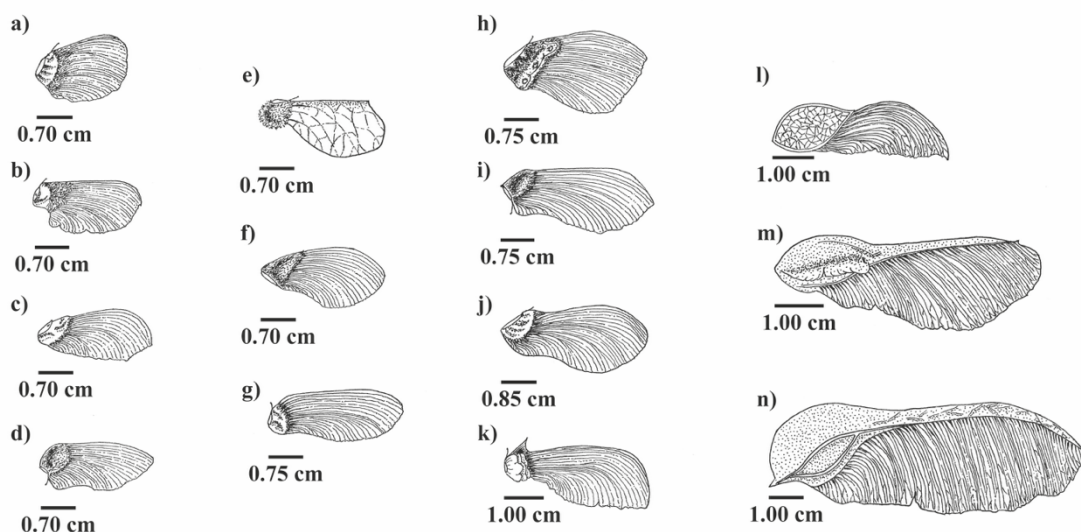 a)
0.70 cm
b)
0.70 cm
c)
0.70 cm
d)
0.70 cm
e)
0.70 cm
f)
0.70 cm
g)
0.75 cm
h)
0.75 cm
i)
0.75 cm
j)
0.85 cm
k)
1.00 cm
l)
1.00 cm
m)
1.00 cm
n)
1.00 cm